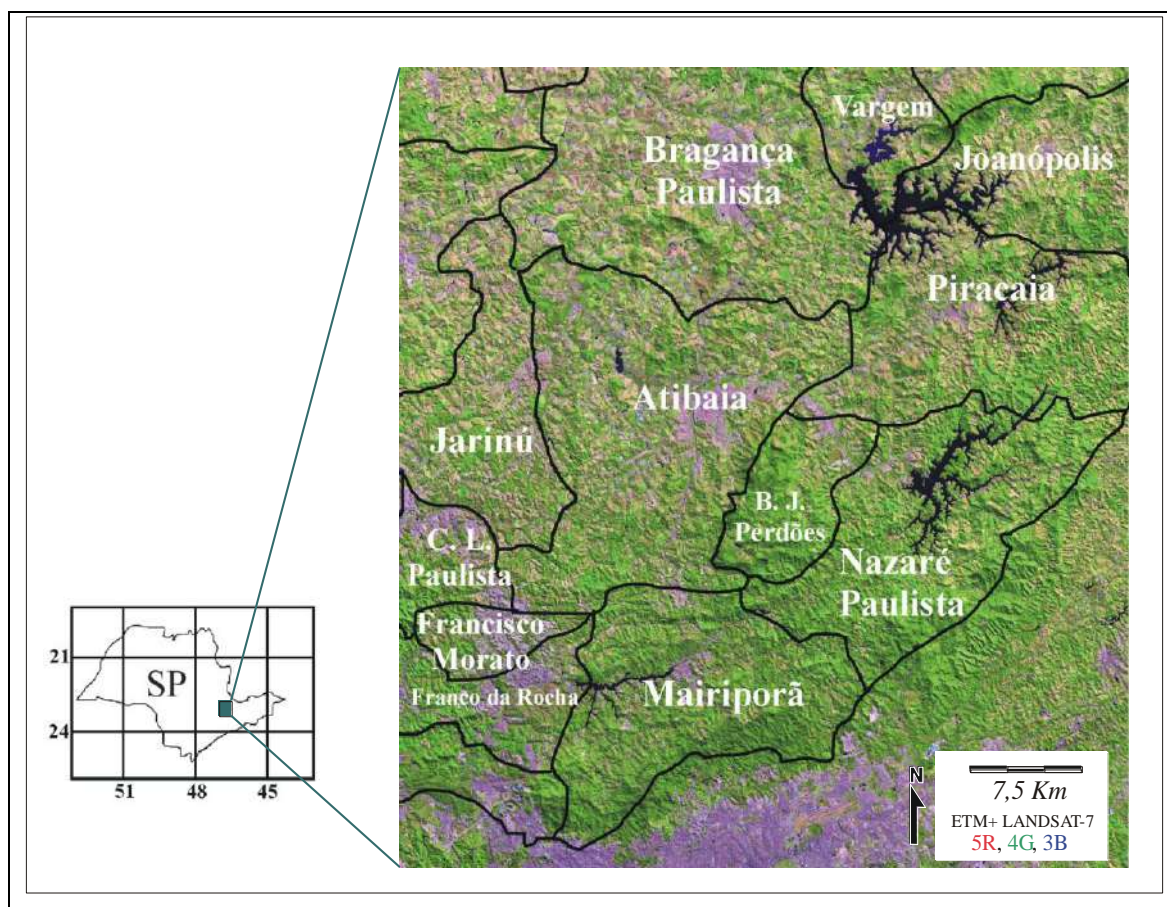 Vargem
Bragança
Paulista
Joanópolis
Piracaia
Atibaia
Jarinú
B. J.
Perdões
C. L.
Paulista
Nazaré
Paulista
Francisco
Morato
Franco da Rocha
Mairiporã
21
SP
24
51 48 45
N
7,5 Km
ETM+ LANDSAT-7
5R, 4G, 3B